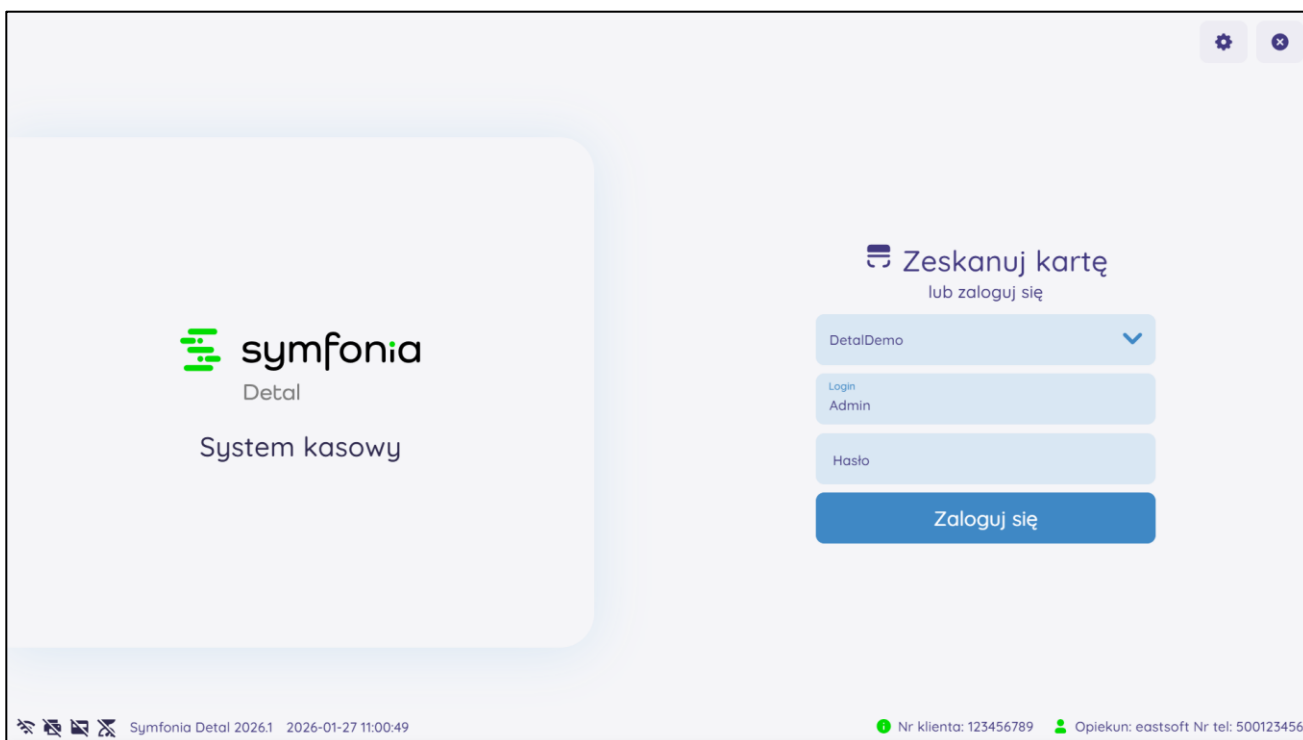 symfonia
Detal
System kasowy
Zeskanuj kartę
lub zaloguj się
DetalDemo
Login
Admin
Hasło
Zaloguj się
Symfonia Detal 2026.1 2026-01-27 11:00:49
Nr klienta: 123456789 Opiekun: eastsoft Nr tel: 500123456